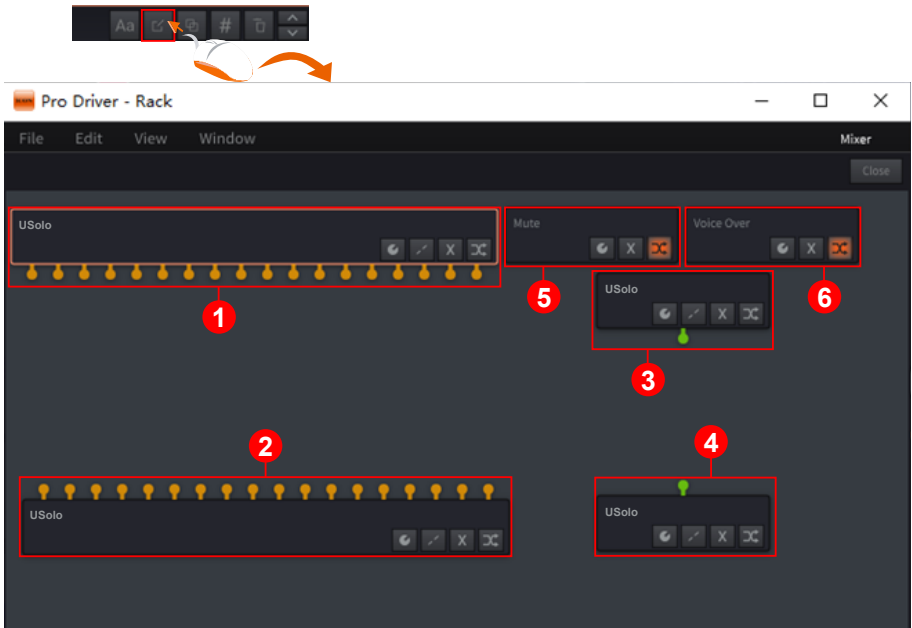 Aa #
Pro Driver - Rack
File Edit View Window Mixer
Close
USolo
X
1
Mute
X
5
Voice Over
X
6
USolo
X
3
2
USolo
X
4
USolo
X